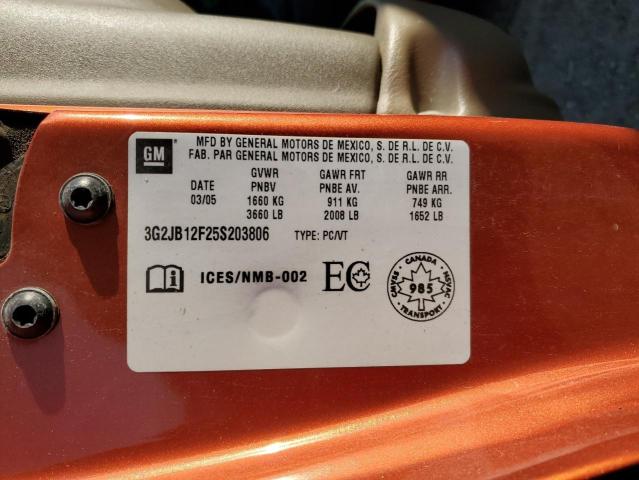 GM
MFD BY GENERAL MOTORS DE MEXICO, S. DE R.L. DE C.V.
FAB. PAR GENERAL MOTORS DE MEXICO, S. DE R.L. DE C.V.
GVWR GAWR FRT GAWR RR
DATE PNBV PNBE AV. PNBE ARR.
03/05 1660 KG 911 KG 749 KG
3660 LB 2008 LB 1652 LB
3G2JB12F25S203806 TYPE: PC/VT
i ICES/NMB-002 EC
CANADA
CMVSS 985 NSVAC
TRANSPORT